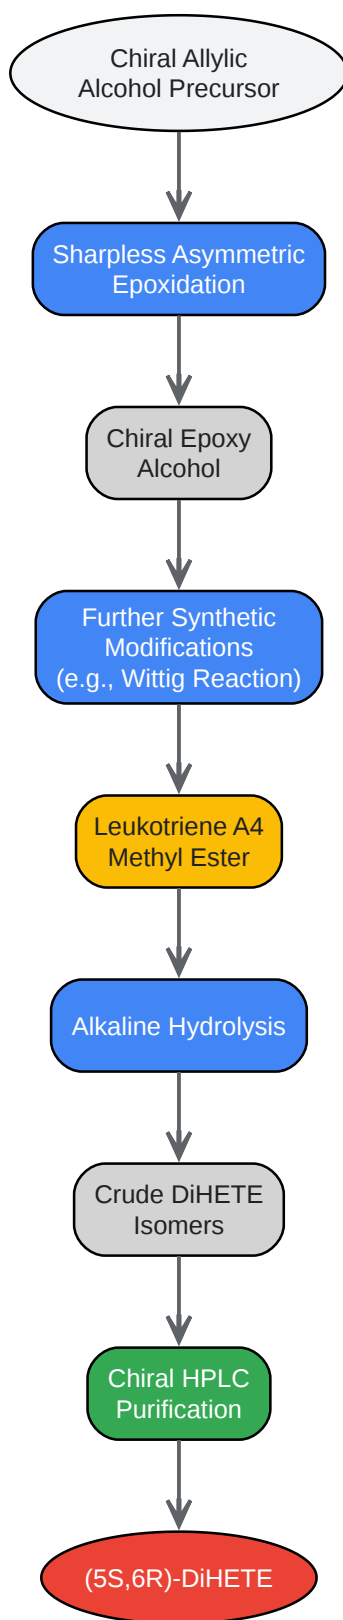 Chiral Allylic
Alcohol Precursor
Sharpless Asymmetric
Epoxidation
Chiral Epoxy
Alcohol
Further Synthetic
Modifications
(e.g., Wittig Reaction)
Leukotriene A4
Methyl Ester
Alkaline Hydrolysis
Crude DiHETE
Isomers
Chiral HPLC
Purification
(5S,6R)-DiHETE